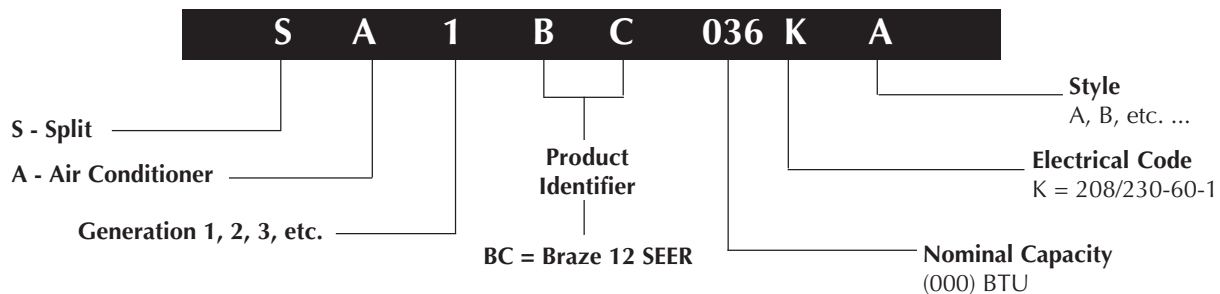 S A 1 B C 036 K A
Style
A, B, etc. ...
S - Split
Electrical Code
K = 208/230-60-1
Product
Identifier
A - Air Conditioner
Generation 1, 2, 3, etc.
BC = Braze 12 SEER
Nominal Capacity
(000) BTU